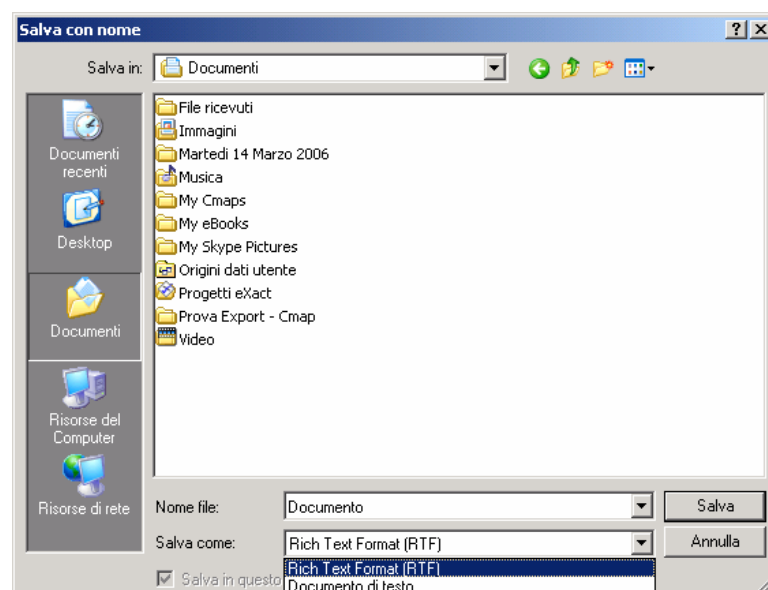 Salva con nome
Salva in:
Documenti
Documenti recenti
Desktop
Documenti
Risorse del Computer
Risorse di rete
File ricevuti
Immagini
Martedi 14 Marzo 2006
Musica
My Cmaps
My eBooks
My Skype Pictures
Origini dati utente
Progetti eXact
Prova Export - Cmap
Video
Nome file:
Documento
Salva
Salva come:
Rich Text Format (RTF)
Annulla
Salva in questo
Rich Text Format (RTF)
Documento di testo